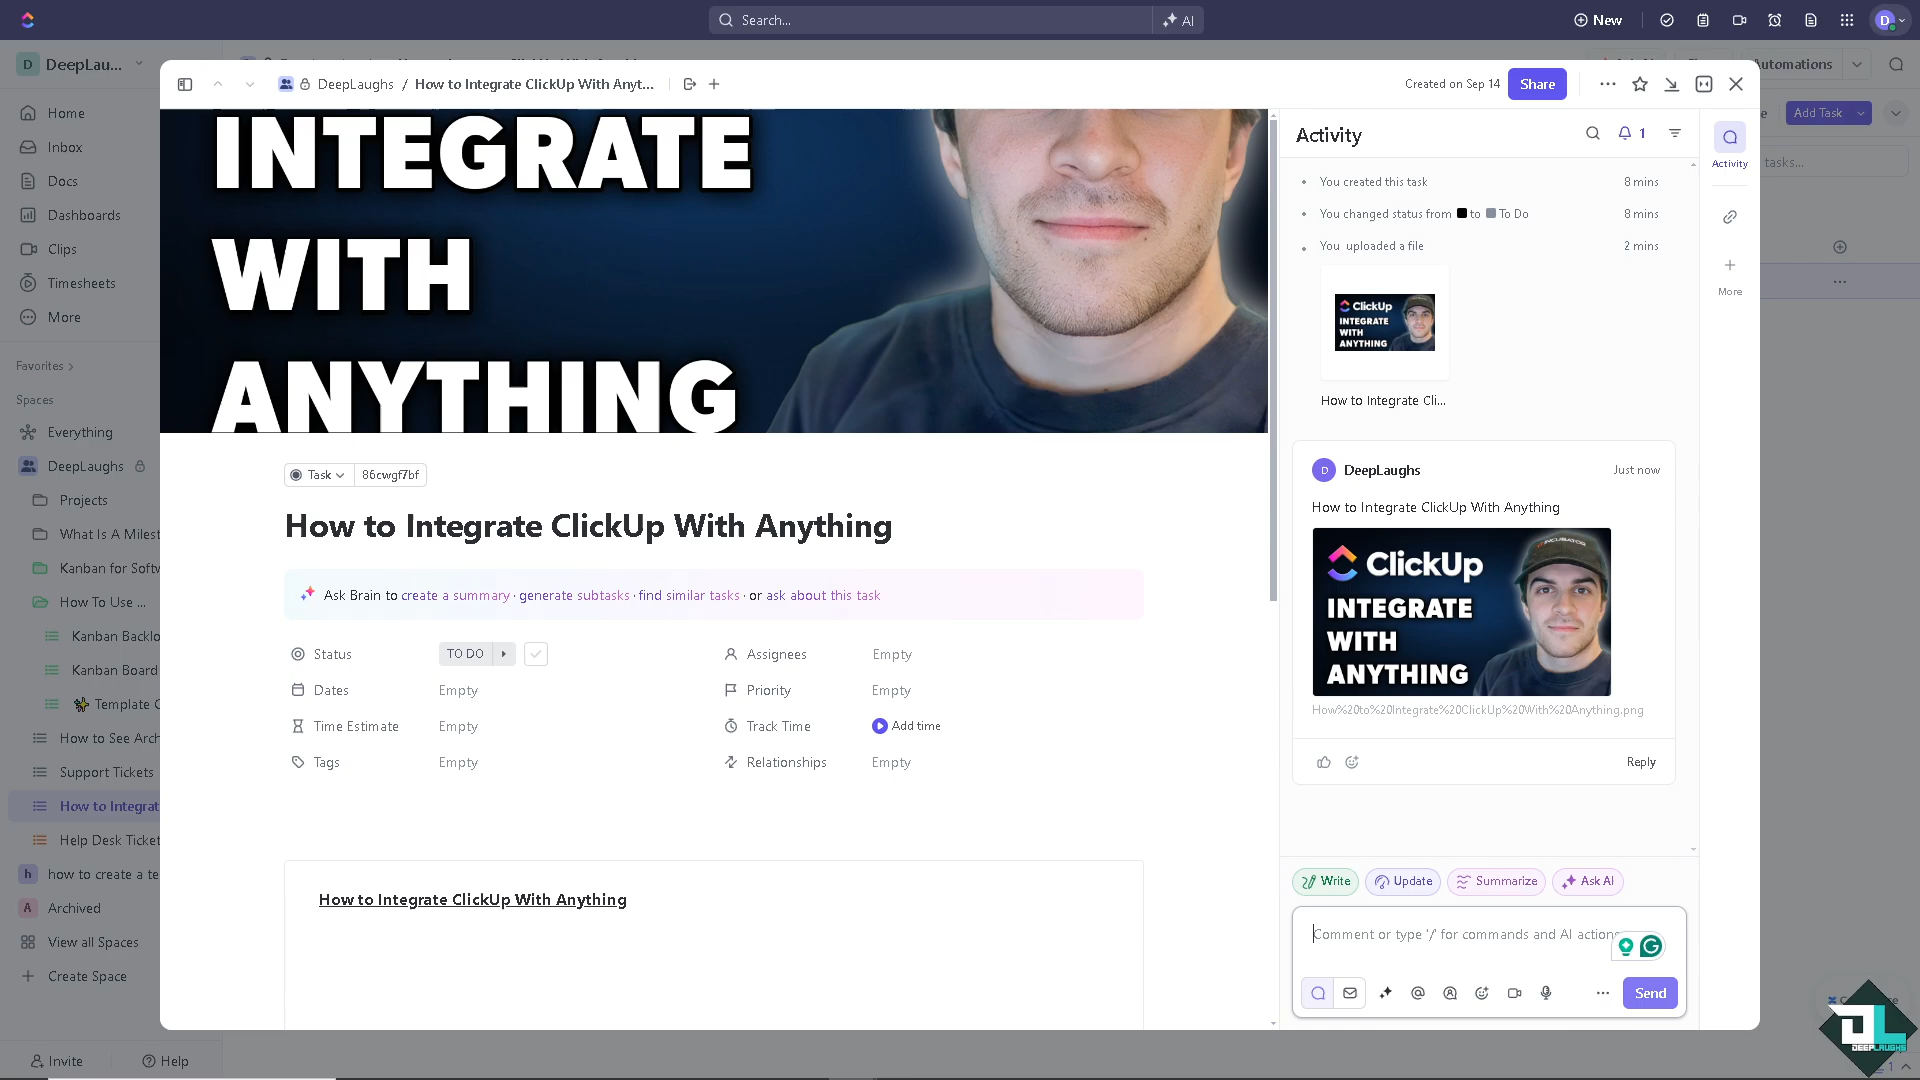 Search...
AI
New
D
D
DeepLau...
Automations
DeepLaughs / How to Integrate ClickUp With Anyt...
Created on Sep 14
Share
Add Task
Home
Inbox
Docs
Dashboards
Clips
Timesheets
More
Favorites
Spaces
Everything
DeepLaughs
Projects
What Is A Milest
Kanban for Softw
How To Use ...
Kanban Backlo
Kanban Board
Template C
How to See Arch
Support Tickets
How to Integrat
Help Desk Ticket
h how to create a te
A Archived
View all Spaces
Create Space
Invite
Help
INTEGRATE
WITH
ANYTHING
Task
86cwgf7bf
How to Integrate ClickUp With Anything
Ask Brain to create a summary · generate subtasks · find similar tasks · or ask about this task
Status
TO DO
Assignees
Empty
Dates
Empty
Priority
Empty
Time Estimate
Empty
Track Time
Add time
Tags
Empty
Relationships
Empty
How to Integrate ClickUp With Anything
Activity
1
You created this task
8 mins
You changed status from to To Do
8 mins
You uploaded a file
2 mins
ClickUp
INTEGRATE
WITH
ANYTHING
How to Integrate Cli...
D DeepLaughs
Just now
How to Integrate ClickUp With Anything
ClickUp
INTEGRATE
WITH
ANYTHING
How%20to%20Integrate%20ClickUp%20With%20Anything.png
Reply
Write
Update
Summarize
Ask AI
Comment or type '/' for commands and AI actions
Send
Activity
tasks...
More
DEEPLAUGHS